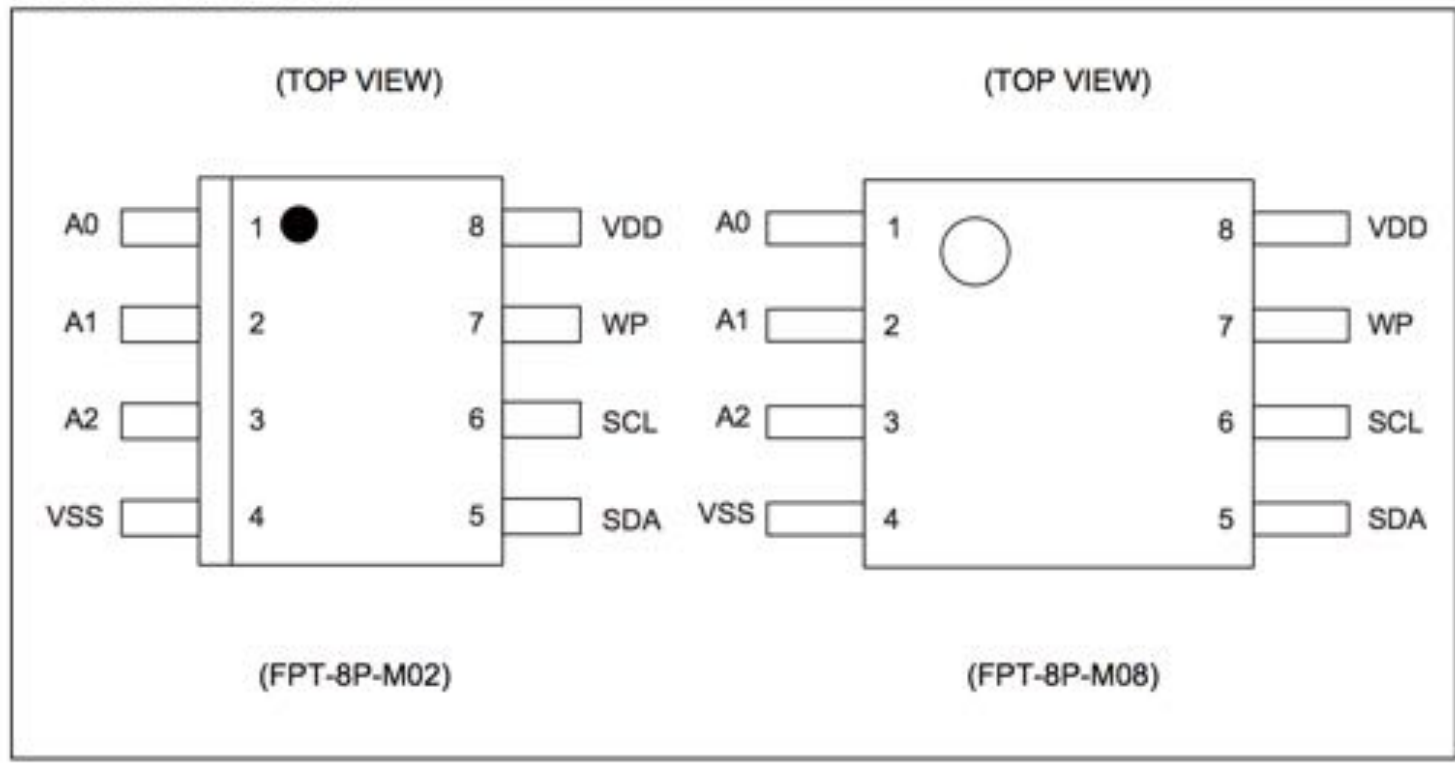 (TOP VIEW)
A0 1 8 VDD
A1 2 7 WP
A2 3 6 SCL
VSS 4 5 SDA
(FPT-8P-M02)
(TOP VIEW)
A0 1 8 VDD
A1 2 7 WP
A2 3 6 SCL
VSS 4 5 SDA
(FPT-8P-M08)